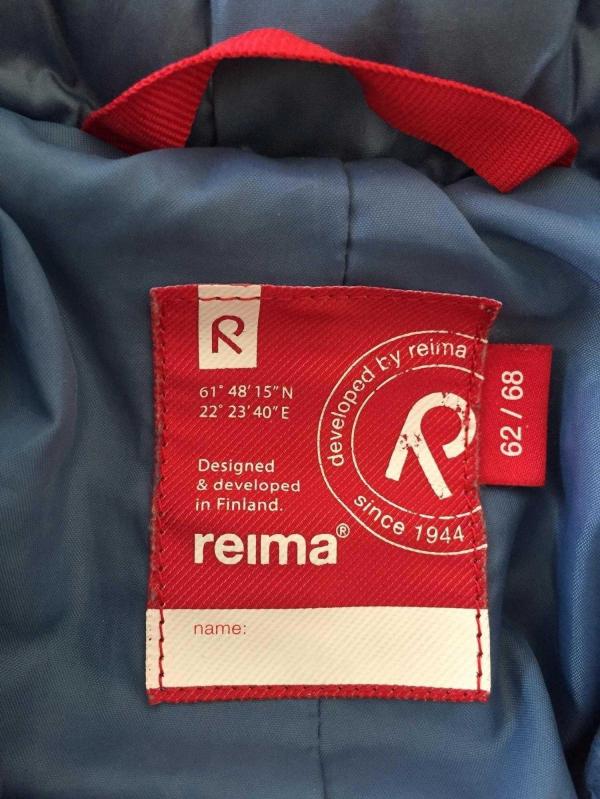 R
61° 48' 15" N
22° 23' 40" E
Designed
& developed
in Finland.
reima®
developed by reima
R
since 1944
62 / 68
name: